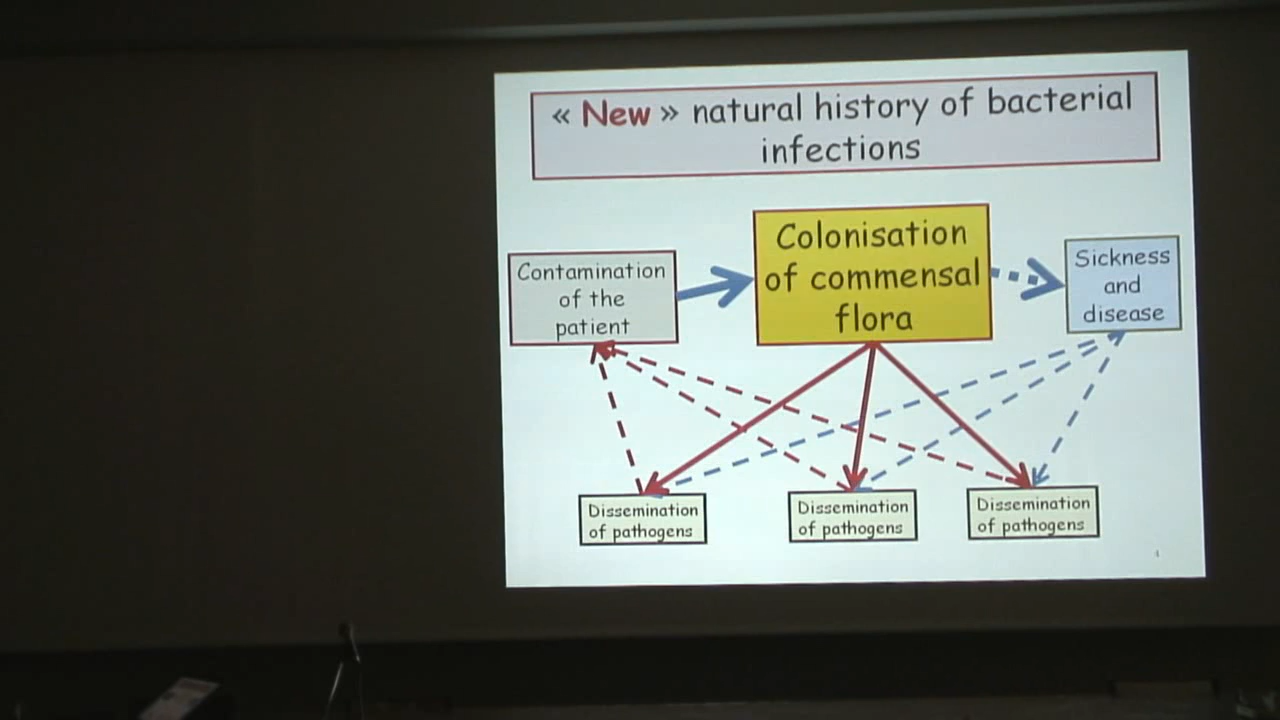 « New » natural history of bacterial
infections
Contamination
of the
patient
Colonisation
of commensal
flora
Sickness
and
disease
Dissemination
of pathogens
Dissemination
of pathogens
Dissemination
of pathogens
4